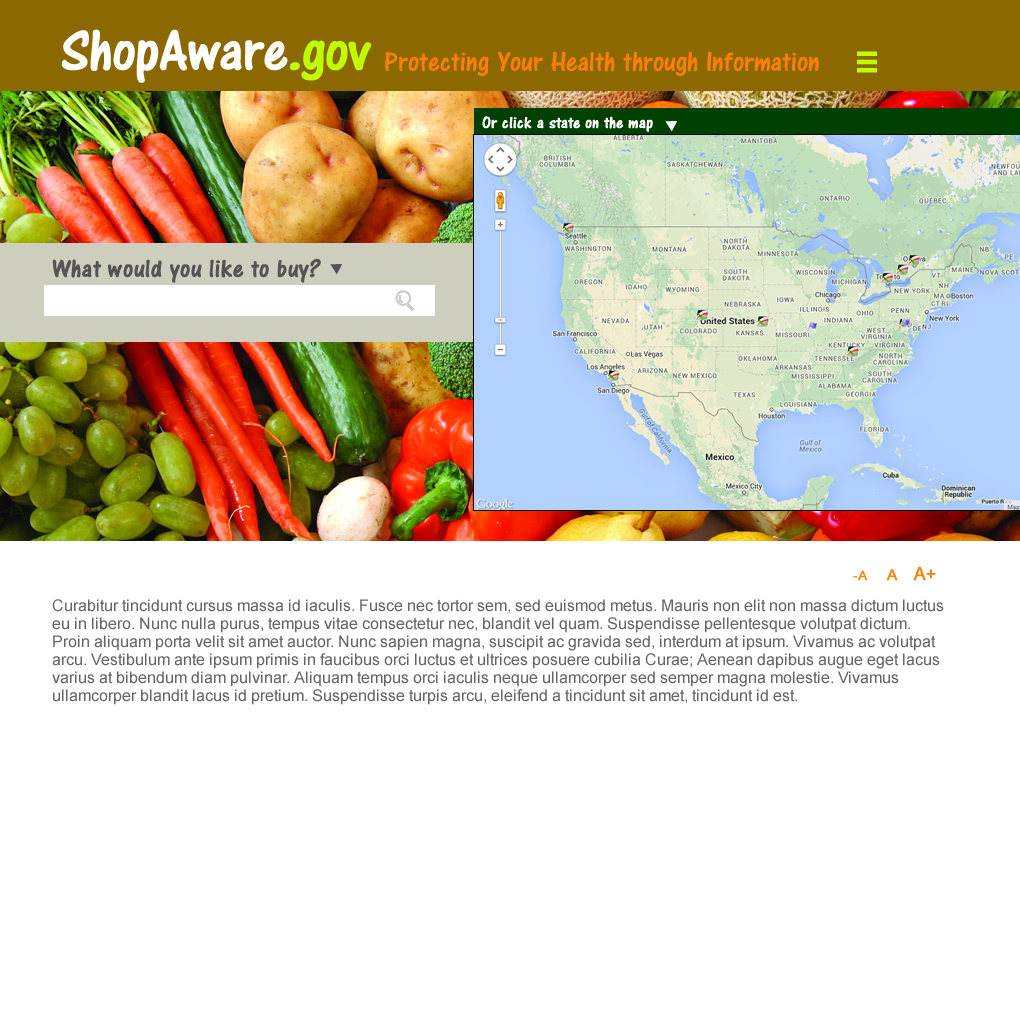 ShopAware.gov Protecting Your Health through Information
Or click a state on the map
ALBERTA
MANITOBA
BRITISH
COLUMBIA
SASKATCHEWAN
ONTARIO
QUEBEC
Seattle
WASHINGTON
MONTANA
NORTH
DAKOTA
MINNESOTA
NB
PE
MAINE
NOVA SCOT
OREGON
IDAHO
WYOMING
SOUTH
DAKOTA
WISCONSIN
MICHIGAN
VT
NH
NEW YORK
MA
Boston
CT
RI
Chicago
IOWA
NEBRASKA
ILLINOIS
INDIANA
OHIO
PENN
New York
NEVADA
UTAH
COLORADO
United States
KANSAS
MISSOURI
WEST
VIRGINIA
DE
NJ
San Francisco
CALIFORNIA
Las Vegas
KENTUCKY
VIRGINIA
Los Angeles
ARIZONA
NEW MEXICO
OKLAHOMA
ARKANSAS
TENNESSEE
NORTH
CAROLINA
San Diego
MISSISSIPPI
ALABAMA
SOUTH
CAROLINA
TEXAS
LOUISIANA
GEORGIA
Houston
Gulf of California
FLORIDA
Gulf of
Mexico
Mexico
Mexico City
Cuba
Dominican
Republic
Puerto R
Google
Map
What would you like to buy?
-A A A+
Curabitur tincidunt cursus massa id iaculis. Fusce nec tortor sem, sed euismod metus. Mauris non elit non massa dictum luctus
eu in libero. Nunc nulla purus, tempus vitae consectetur nec, blandit vel quam. Suspendisse pellentesque volutpat dictum.
Proin aliquam porta velit sit amet auctor. Nunc sapien magna, suscipit ac gravida sed, interdum at ipsum. Vivamus ac volutpat
arcu. Vestibulum ante ipsum primis in faucibus orci luctus et ultrices posuere cubilia Curae; Aenean dapibus augue eget lacus
varius at bibendum diam pulvinar. Aliquam tempus orci iaculis neque ullamcorper sed semper magna molestie. Vivamus
ullamcorper blandit lacus id pretium. Suspendisse turpis arcu, eleifend a tincidunt sit amet, tincidunt id est.